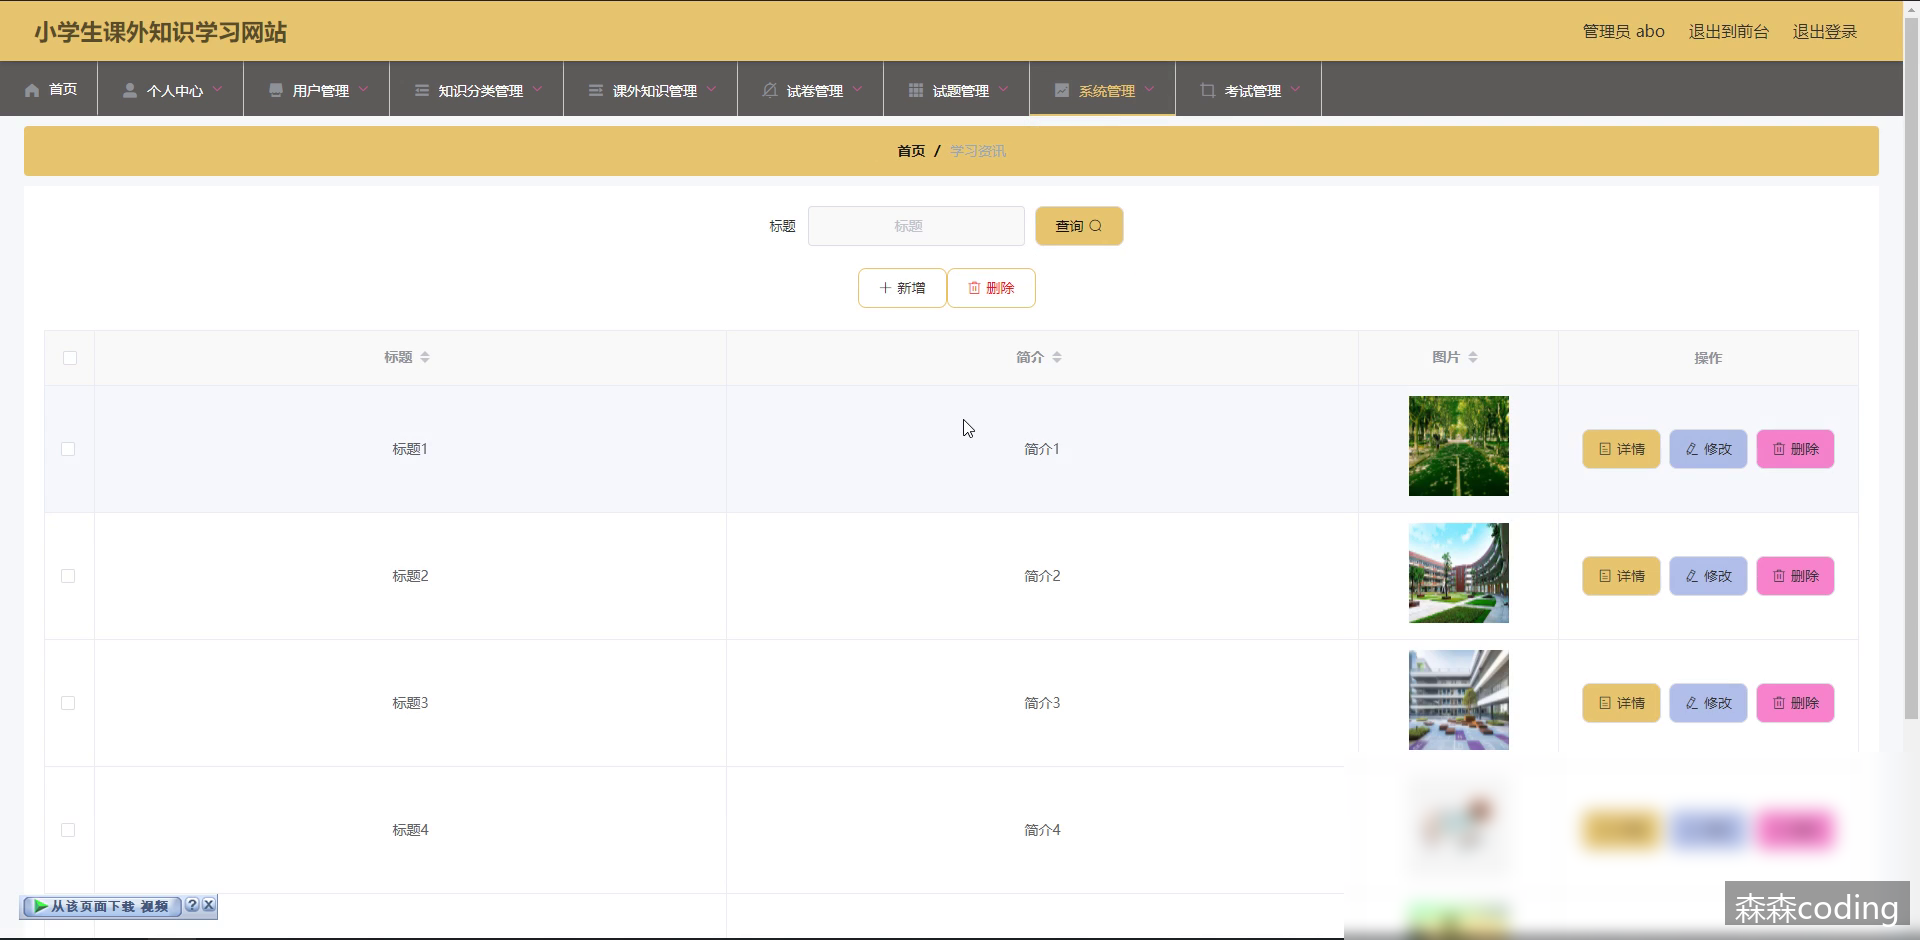 小学生课外知识学习网站
管理员 abo 退出到前台 退出登录
首页 个人中心 用户管理 知识分类管理 课外知识管理 试卷管理 试题管理 系统管理 考试管理
首页 / 学习资讯
标题 标题 查询
新增 删除
标题 简介 图片 操作
标题1 简介1 详情 修改 删除
标题2 简介2 详情 修改 删除
标题3 简介3 详情 修改 删除
标题4 简介4
从该页面下载 视频 ? X
森森coding